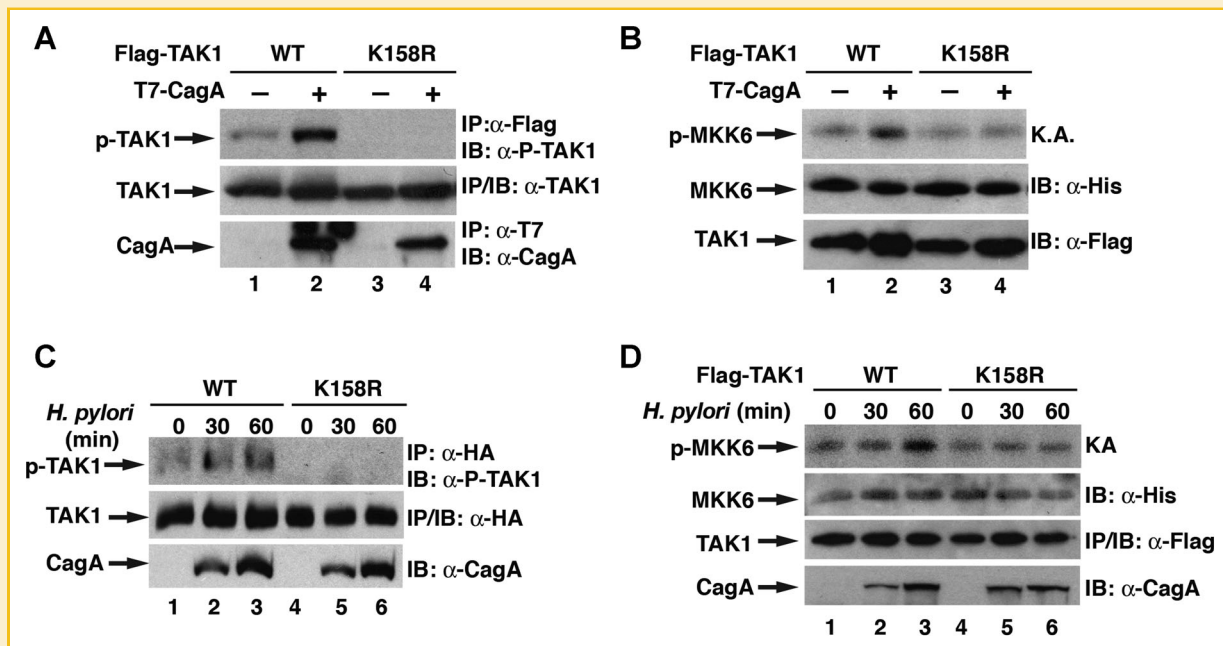 A
Flag-TAK1 WT K158R
T7-CagA − + − +
p-TAK1 IP:α-Flag
IB: α-P-TAK1
TAK1 IP/IB: α-TAK1
CagA IP: α-T7
IB: α-CagA
1 2 3 4
B
Flag-TAK1 WT K158R
T7-CagA − + − +
p-MKK6 K.A.
MKK6 IB: α-His
TAK1 IB: α-Flag
1 2 3 4
C
WT K158R
H. pylori 0 30 60 0 30 60
(min)
p-TAK1 IP: α-HA
IB: α-P-TAK1
TAK1 IP/IB: α-HA
CagA IB: α-CagA
1 2 3 4 5 6
D
Flag-TAK1 WT K158R
H. pylori (min) 0 30 60 0 30 60
p-MKK6 KA
MKK6 IB: α-His
TAK1 IP/IB: α-Flag
CagA IB: α-CagA
1 2 3 4 5 6